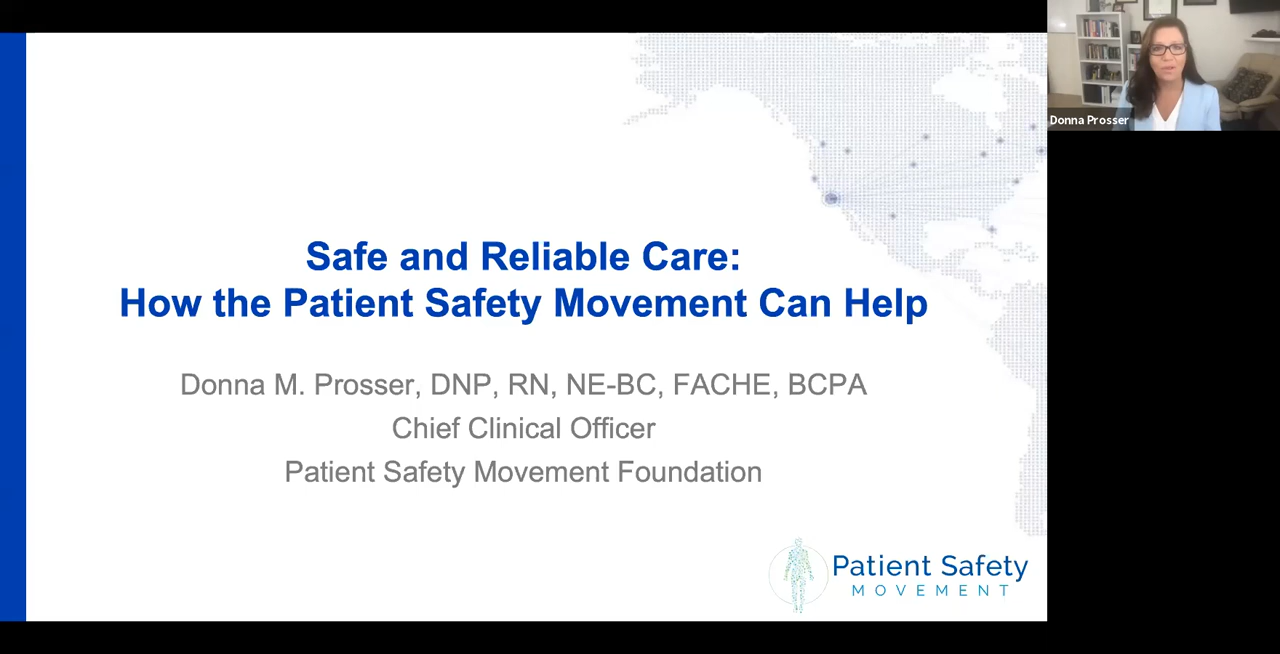 Safe and Reliable Care:
How the Patient Safety Movement Can Help
Donna M. Prosser, DNP, RN, NE-BC, FACHE, BCPA
Chief Clinical Officer
Patient Safety Movement Foundation
Patient Safety
MOVEMENT
Donna Prosser